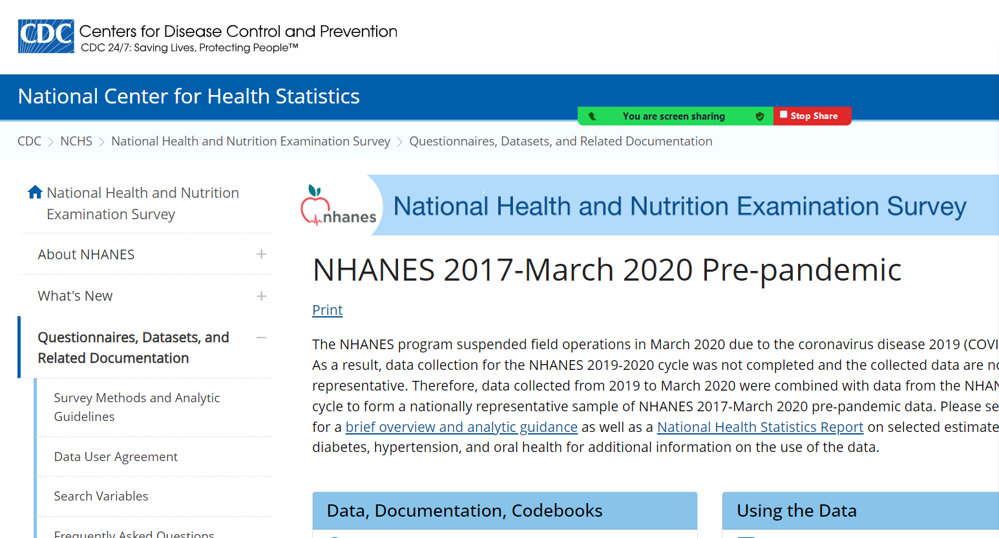 CDC Centers for Disease Control and Prevention
CDC 24/7: Saving Lives, Protecting People™
National Center for Health Statistics
You are screen sharing
Stop Share
CDC NCHS National Health and Nutrition Examination Survey Questionnaires, Datasets, and Related Documentation
National Health and Nutrition
Examination Survey
About NHANES
What's New
Questionnaires, Datasets, and
Related Documentation
Survey Methods and Analytic
Guidelines
Data User Agreement
Search Variables
Frequently Asked Questions
nhanes National Health and Nutrition Examination Survey
NHANES 2017-March 2020 Pre-pandemic
Print
The NHANES program suspended field operations in March 2020 due to the coronavirus disease 2019 (COVI
As a result, data collection for the NHANES 2019-2020 cycle was not completed and the collected data are
representative. Therefore, data collected from 2019 to March 2020 were combined with data from the NHAN
cycle to form a nationally representative sample of NHANES 2017-March 2020 pre-pandemic data. Please se
for a brief overview and analytic guidance as well as a National Health Statistics Report on selected estimate
diabetes, hypertension, and oral health for additional information on the use of the data.
Data, Documentation, Codebooks
Using the Data